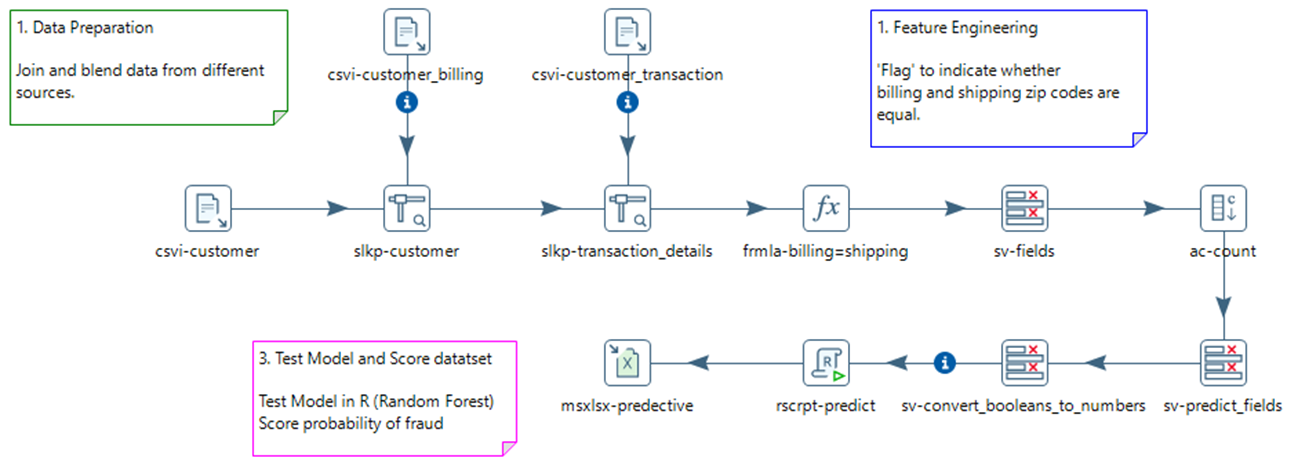 1. Data Preparation
Join and blend data from different
sources.
csvi-customer_billing
csvi-customer_transaction
1. Feature Engineering
'Flag' to indicate whether
billing and shipping zip codes are
equal.
csvi-customer
slkp-customer
slkp-transaction_details
fx
frmla-billing=shipping
sv-fields
c
ac-count
3. Test Model and Score datatset
Test Model in R (Random Forest)
Score probability of fraud
X
msxlsx-predective
R
rscrpt-predict
sv-convert_booleans_to_numbers
sv-predict_fields